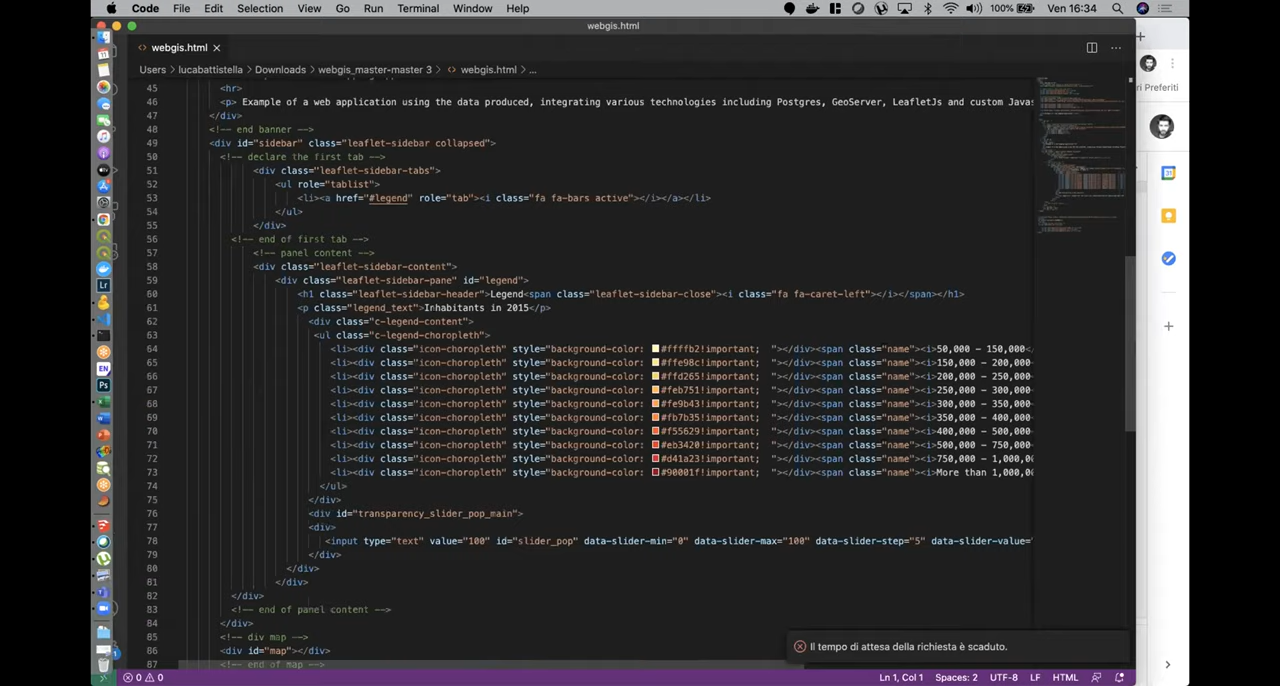 Code File Edit Selection View Go Run Terminal Window Help 100% Ven 16:34
webgis.html
webgis.html
Users > lucabattistella > Downloads > webgis_master-master 3 > webgis.html > ...
ri Preferiti
45 <hr>
46 <p> Example of a web application using the data produced, integrating various technologies including Postgres, GeoServer, LeafletJs and custom Javas
47 </div>
48 <!-- end banner -->
49 <div id="sidebar" class="leaflet-sidebar collapsed">
50 <!-- declare the first tab -->
51 <div class="leaflet-sidebar-tabs">
52 <ul role="tablist">
53 <li><a href="#legend" role="tab"><i class="fa fa-bars active"></i></a></li>
54 </ul>
55 </div>
56 <!-- end of first tab -->
57 <!-- panel content -->
58 <div class="leaflet-sidebar-content">
59 <div class="leaflet-sidebar-pane" id="legend">
60 <h1 class="leaflet-sidebar-header">Legend<span class="leaflet-sidebar-close"><i class="fa fa-caret-left"></i></span></h1>
61 <p class="legend_text">Inhabitants in 2015</p>
62 <div class="c-legend-content">
63 <ul class="c-legend-choropleth">
64 <li><div class="icon-choropleth" style="background-color: #ffffb2!important; "></div><span class="name"><i>50,000 - 150,000<
65 <li><div class="icon-choropleth" style="background-color: #ffe98c!important; "></div><span class="name"><i>150,000 - 200,000
66 <li><div class="icon-choropleth" style="background-color: #ffd265!important; "></div><span class="name"><i>200,000 - 250,000
67 <li><div class="icon-choropleth" style="background-color: #feb751!important; "></div><span class="name"><i>250,000 - 300,000
68 <li><div class="icon-choropleth" style="background-color: #fe9b43!important; "></div><span class="name"><i>300,000 - 350,000
69 <li><div class="icon-choropleth" style="background-color: #fb7b35!important; "></div><span class="name"><i>350,000 - 400,000
70 <li><div class="icon-choropleth" style="background-color: #f55629!important; "></div><span class="name"><i>400,000 - 500,000
71 <li><div class="icon-choropleth" style="background-color: #eb3420!important; "></div><span class="name"><i>500,000 - 750,000
72 <li><div class="icon-choropleth" style="background-color: #d41a23!important; "></div><span class="name"><i>750,000 - 1,000,0
73 <li><div class="icon-choropleth" style="background-color: #90001f!important; "></div><span class="name"><i>More than 1,000,0
74 </ul>
75 </div>
76 <div id="transparency_slider_pop_main">
77 <div>
78 <input type="text" value="100" id="slider_pop" data-slider-min="0" data-slider-max="100" data-slider-step="5" data-slider-value="
79 </div>
80 </div>
81 </div>
82 </div>
83 <!-- end of panel content -->
84 </div>
85 <!-- div map -->
86 <div id="map"></div>
87 <!-- end of map -->
Il tempo di attesa della richiesta è scaduto.
0 0 Ln 1, Col 1 Spaces: 2 UTF-8 LF HTML